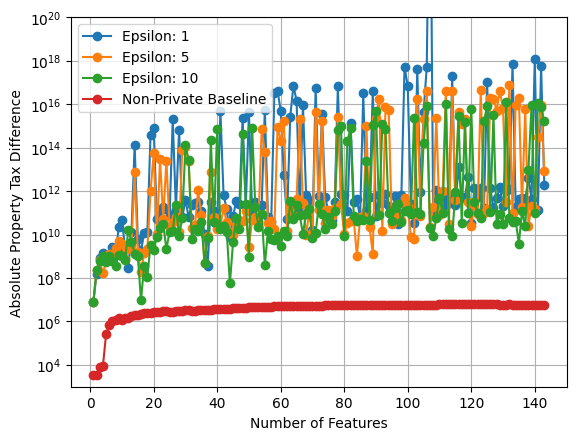 10^20
10^18
10^16
10^14
10^12
10^10
10^8
10^6
10^4
Absolute Property Tax Difference
Epsilon: 1
Epsilon: 5
Epsilon: 10
Non-Private Baseline
0 20 40 60 80 100 120 140
Number of Features